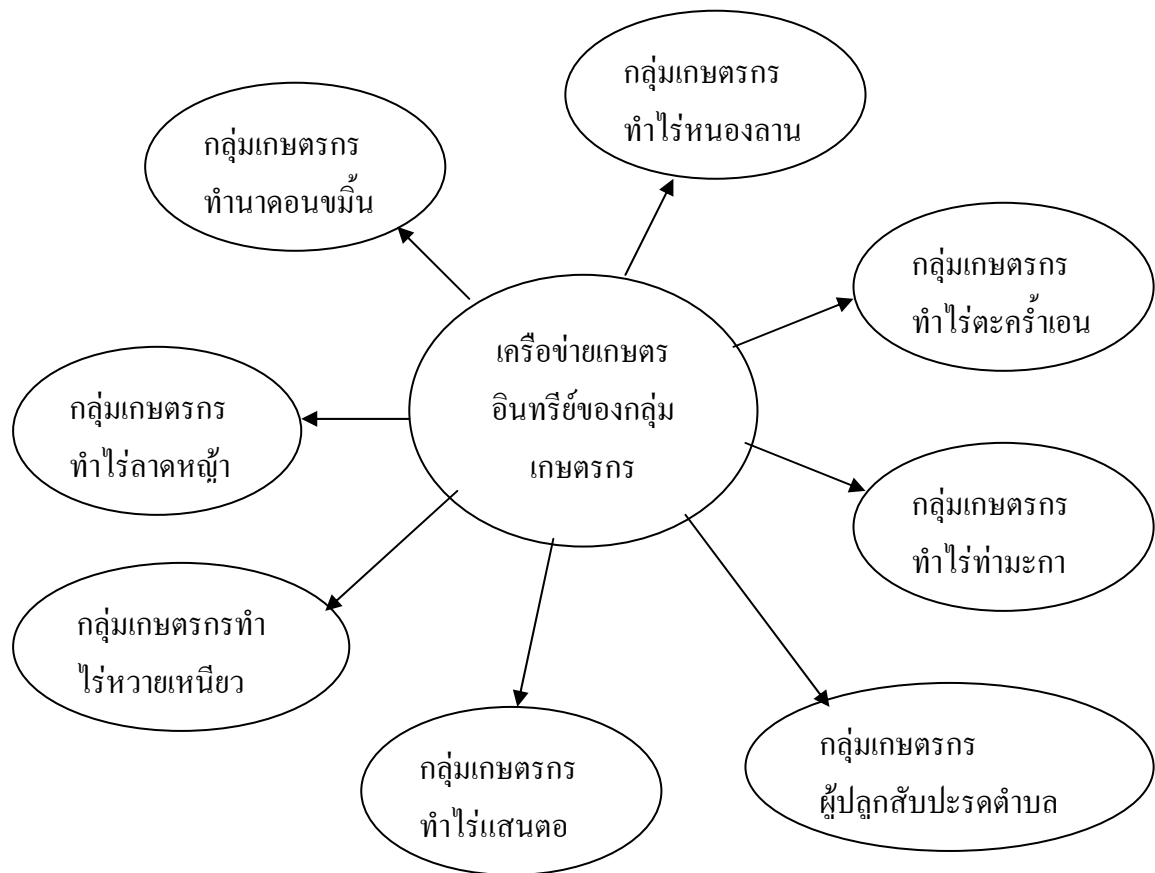 กลุ่มเกษตรกร
ทำไร่หนองลาน
กลุ่มเกษตรกร
ทำนาดอนขมิ้น
กลุ่มเกษตรกร
ทำไร่ตะคร้ำเอน
เครือข่ายเกษตร
อินทรีย์ของกลุ่ม
เกษตรกร
กลุ่มเกษตรกร
ทำไร่ลาดหญ้า
กลุ่มเกษตรกร
ทำไร่ท่ามะกา
กลุ่มเกษตรกรทำ
ไร่หวายเหนียว
กลุ่มเกษตรกร
ทำไร่แสนตอ
กลุ่มเกษตรกร
ผู้ปลูกสับปะรดตำบล